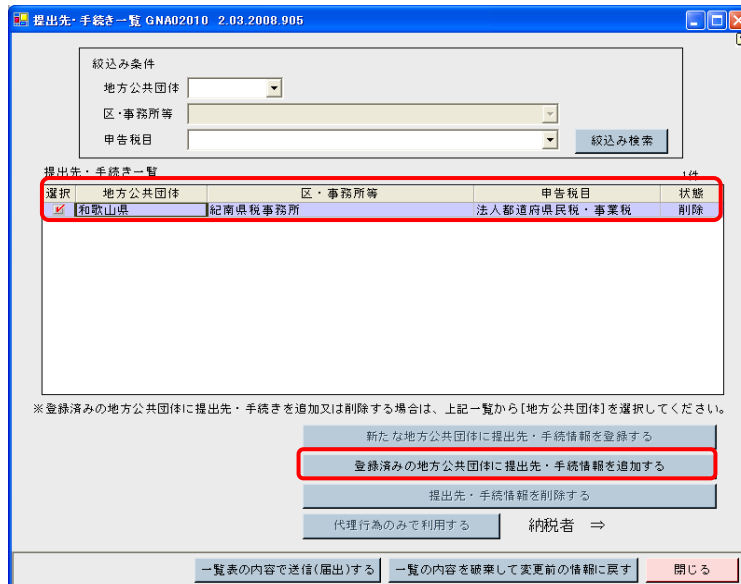 提出先・手続き一覧 GNA02010 2.03.2008.905
絞込み条件
地方公共団体
区・事務所等
申告税目
絞込み検索
提出先・手続き一覧
1件
選択 地方公共団体 区・事務所等 申告税目 状態
和歌山県 紀南県税事務所 法人都道府県民税・事業税 削除
※登録済みの地方公共団体に提出先・手続きを追加又は削除する場合は、上記一覧から[地方公共団体]を選択してください。
新たな地方公共団体に提出先・手続情報を登録する
登録済みの地方公共団体に提出先・手続情報を追加する
提出先・手続情報を削除する
代理行為のみで利用する 納税者 ⇒
一覧表の内容で送信(届出)する 一覧の内容を破棄して変更前の情報に戻す 閉じる